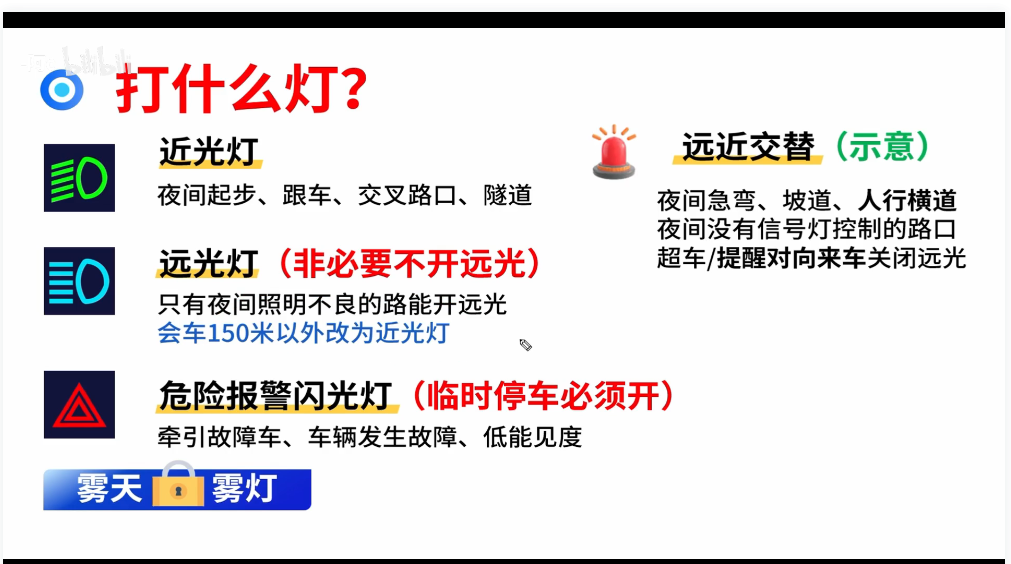 打什么灯？
近光灯
夜间起步、跟车、交叉路口、隧道
远光灯（非必要不开远光）
只有夜间照明不良的路能开远光
会车150米以外改为近光灯
危险报警闪光灯（临时停车必须开）
牵引故障车、车辆发生故障、低能见度
雾天 雾灯
远近交替（示意）
夜间急弯、坡道、人行横道
夜间没有信号灯控制的路口
超车/提醒对向来车关闭远光